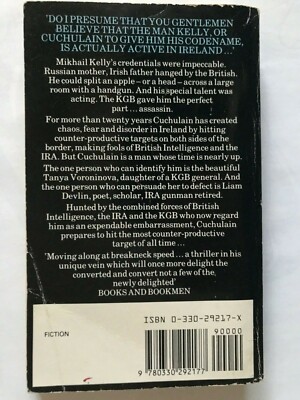 'DO I PRESUME THAT YOU GENTLEMEN
BELIEVE THAT THE MAN KELLY, OR
CUCHULAIN TO GIVE HIM HIS CODENAME,
IS ACTUALLY ACTIVE IN IRELAND ...'
Mikhail Kelly's credentials were impeccable.
Russian mother, Irish father hanged by the British.
He could split an apple – or a head – across a large
room with a handgun. And his special talent was
acting. The KGB gave him the perfect
part ... assassin.
For more than twenty years Cuchulain has created
chaos, fear and disorder in Ireland by hitting
counter-productive targets on both sides of the
border, making fools of British Intelligence and the
IRA. But Cuchulain is a man whose time is nearly up.
The one person who can identify him is the beautiful
Tanya Voroninova, daughter of a KGB general. And
the one person who can persuade her to defect is Liam
Devlin, poet, scholar, IRA gunman retired.
Hunted by the combined forces of British
Intelligence, the IRA and the KGB who now regard
him as an expendable embarrassment, Cuchulain
prepares to hit the most counter-productive
target of all time ...
'Moving along at breakneck speed ... a thriller in his
unique vein which will once more delight the
converted and convert not a few of the,
newly delighted'
BOOKS AND BOOKMEN
FICTION
ISBN 0-330-29217-X
90000
9 780330 292177